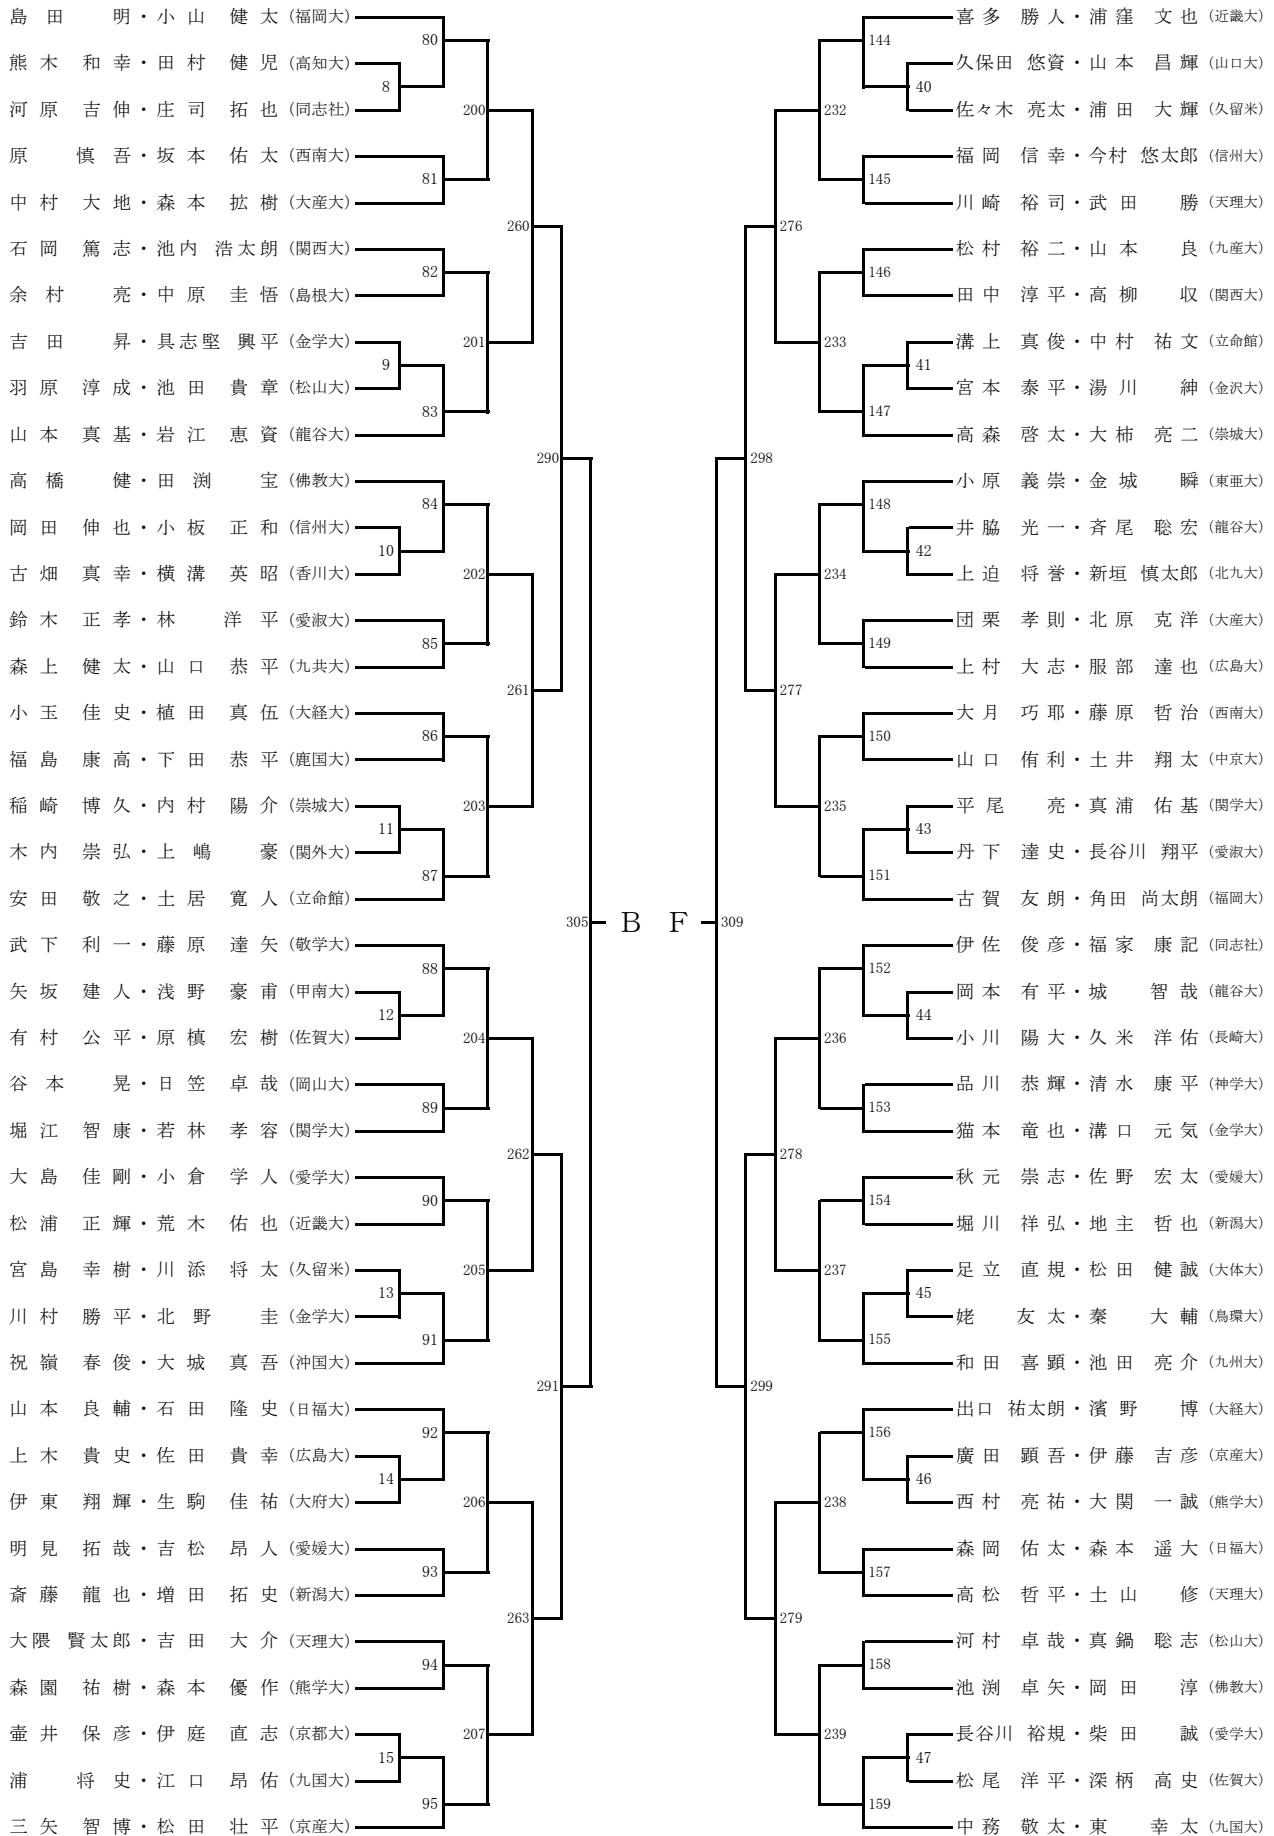 島田 明・小山 健太 (福岡大)
80
熊木 和幸・田村 健児 (高知大)
8
河原 吉伸・庄司 拓也 (同志社)
200
原 慎吾・坂本 佑太 (西南大)
81
中村 大地・森本 拡樹 (大産大)
260
石岡 篤志・池内 浩太朗 (関西大)
82
余村 亮・中原 圭悟 (島根大)
吉田 昇・具志堅 興平 (金学大)
201
9
羽原 淳成・池田 貴章 (松山大)
83
山本 真基・岩江 恵資 (龍谷大)
290
高橋 健・田渕 宝 (佛教大)
84
岡田 伸也・小板 正和 (信州大)
10
古畑 真幸・横溝 英昭 (香川大)
202
鈴木 正孝・林 洋平 (愛淑大)
85
森上 健太・山口 恭平 (九共大)
261
小玉 佳史・植田 真伍 (大経大)
86
福島 康高・下田 恭平 (鹿国大)
稲崎 博久・内村 陽介 (崇城大)
203
11
木内 崇弘・上嶋 豪 (関外大)
87
安田 敬之・土居 寛人 (立命館)
305 B
武下 利一・藤原 達矢 (敬学大)
88
矢坂 建人・浅野 豪甫 (甲南大)
12
有村 公平・原槙 宏樹 (佐賀大)
204
谷本 晃・日笠 卓哉 (岡山大)
89
堀江 智康・若林 孝容 (関学大)
262
大島 佳剛・小倉 学人 (愛学大)
90
松浦 正輝・荒木 佑也 (近畿大)
宮島 幸樹・川添 将太 (久留米)
205
13
川村 勝平・北野 圭 (金学大)
91
祝嶺 春俊・大城 真吾 (沖国大)
291
山本 良輔・石田 隆史 (日福大)
92
上木 貴史・佐田 貴幸 (広島大)
14
伊東 翔輝・生駒 佳祐 (大府大)
206
明見 拓哉・吉松 昂人 (愛媛大)
93
斎藤 龍也・増田 拓史 (新潟大)
263
大隈 賢太郎・吉田 大介 (天理大)
94
森園 祐樹・森本 優作 (熊学大)
壷井 保彦・伊庭 直志 (京都大)
207
15
浦 将史・江口 昂佑 (九国大)
95
三矢 智博・松田 壮平 (京産大)
喜多 勝人・浦窪 文也 (近畿大)
144
久保田 悠資・山本 昌輝 (山口大)
40
佐々木 亮太・浦田 大輝 (久留米)
232
福岡 信幸・今村 悠太郎 (信州大)
145
川崎 裕司・武田 勝 (天理大)
276
松村 裕二・山本 良 (九産大)
146
田中 淳平・高柳 収 (関西大)
溝上 真俊・中村 祐文 (立命館)
233
41
宮本 泰平・湯川 紳 (金沢大)
147
高森 啓太・大柿 亮二 (崇城大)
298
小原 義崇・金城 瞬 (東亜大)
148
井脇 光一・斉尾 聡宏 (龍谷大)
42
上迫 将誉・新垣 慎太郎 (北九大)
234
団栗 孝則・北原 克洋 (大産大)
149
上村 大志・服部 達也 (広島大)
277
大月 巧耶・藤原 哲治 (西南大)
150
山口 侑利・土井 翔太 (中京大)
平尾 亮・真浦 佑基 (関学大)
235
43
丹下 達史・長谷川 翔平 (愛淑大)
151
古賀 友朗・角田 尚太朗 (福岡大)
F 309
伊佐 俊彦・福家 康記 (同志社)
152
岡本 有平・城 智哉 (龍谷大)
44
小川 陽大・久米 洋佑 (長崎大)
236
品川 恭輝・清水 康平 (神学大)
153
猫本 竜也・溝口 元気 (金学大)
278
秋元 崇志・佐野 宏太 (愛媛大)
154
堀川 祥弘・地主 哲也 (新潟大)
足立 直規・松田 健誠 (大体大)
237
45
姥 友太・秦 大輔 (鳥環大)
155
和田 喜顕・池田 亮介 (九州大)
299
出口 祐太朗・濱野 博 (大経大)
156
廣田 顕吾・伊藤 吉彦 (京産大)
46
西村 亮祐・大関 一誠 (熊学大)
238
森岡 佑太・森本 遥大 (日福大)
157
高松 哲平・土山 修 (天理大)
279
河村 卓哉・真鍋 聡志 (松山大)
158
池渕 卓矢・岡田 淳 (佛教大)
長谷川 裕規・柴田 誠 (愛学大)
239
47
松尾 洋平・深柄 高史 (佐賀大)
159
中務 敬太・東 幸太 (九国大)